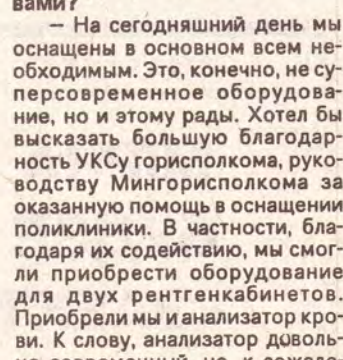 вами?
— На сегодняшний день мы
оснащены в основном всем не-
обходимым. Это, конечно, не су-
персовременное оборудова-
ние, но и этому рады. Хотел бы
высказать большую благодар-
ность УКСу горисполкома, руко-
водству Мингорисполкома за
оказанную помощь в оснащении
поликлиники. В частности, бла-
годаря их содействию, мы смог-
ли приобрести оборудование
для двух рентгенкабинетов.
Приобрели мы и анализатор кро-
ви. К слову, анализатор доволь-